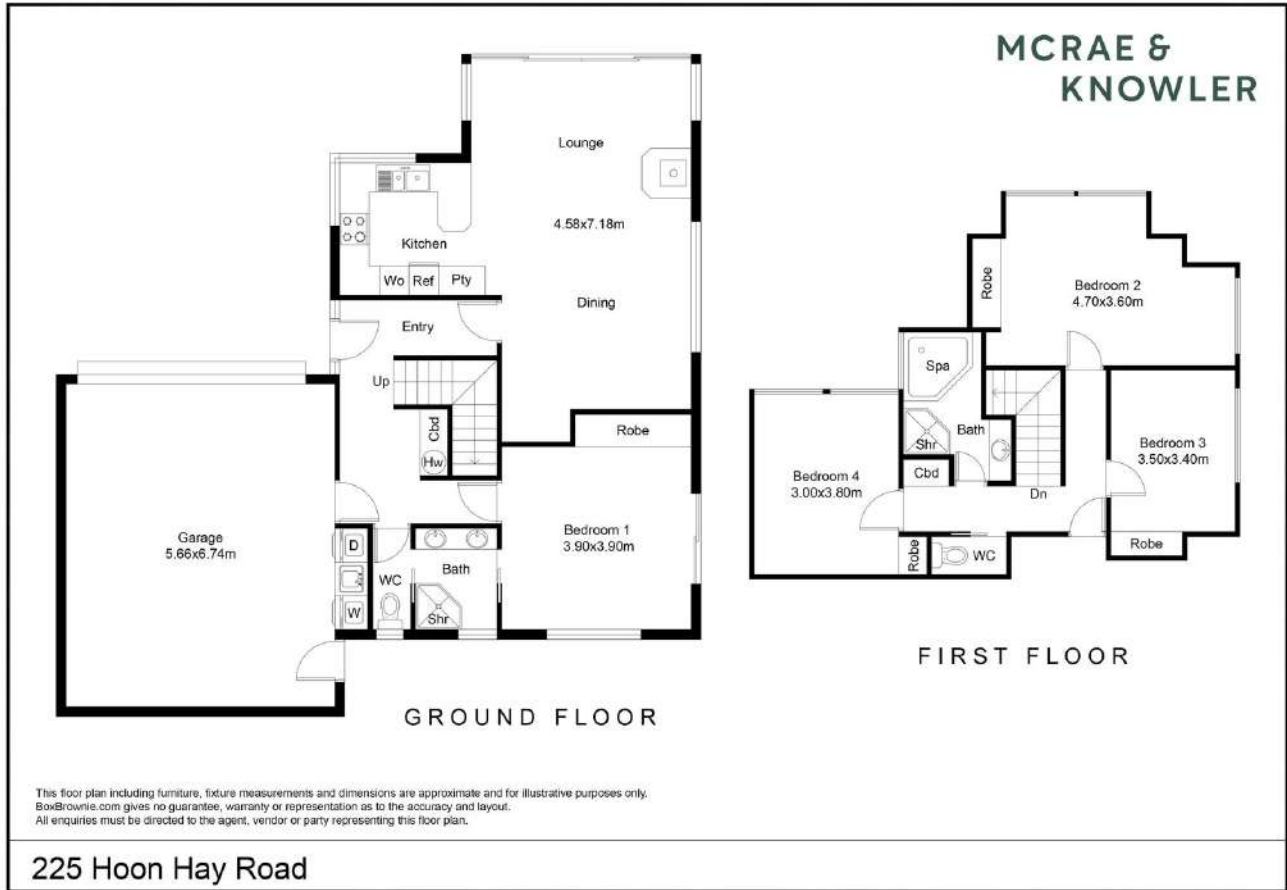 MCRAE &
KNOWLER
Lounge
4.58x7.18m
Kitchen
Wo Ref Pty
Dining
Entry
Up
Cbd
Hw
Robe
Garage
5.66x6.74m
Bedroom 1
3.90x3.90m
D
W
WC
Bath
Shr
GROUND FLOOR
Robe
Bedroom 2
4.70x3.60m
Spa
Bath
Shr
Cbd
Bedroom 3
3.50x3.40m
Bedroom 4
3.00x3.80m
Dn
Robe
WC
Robe
FIRST FLOOR
This floor plan including furniture, fixture measurements and dimensions are approximate and for illustrative purposes only.
BoxBrownie.com gives no guarantee, warranty or representation as to the accuracy and layout.
All enquiries must be directed to the agent, vendor or party representing this floor plan.
225 Hoon Hay Road